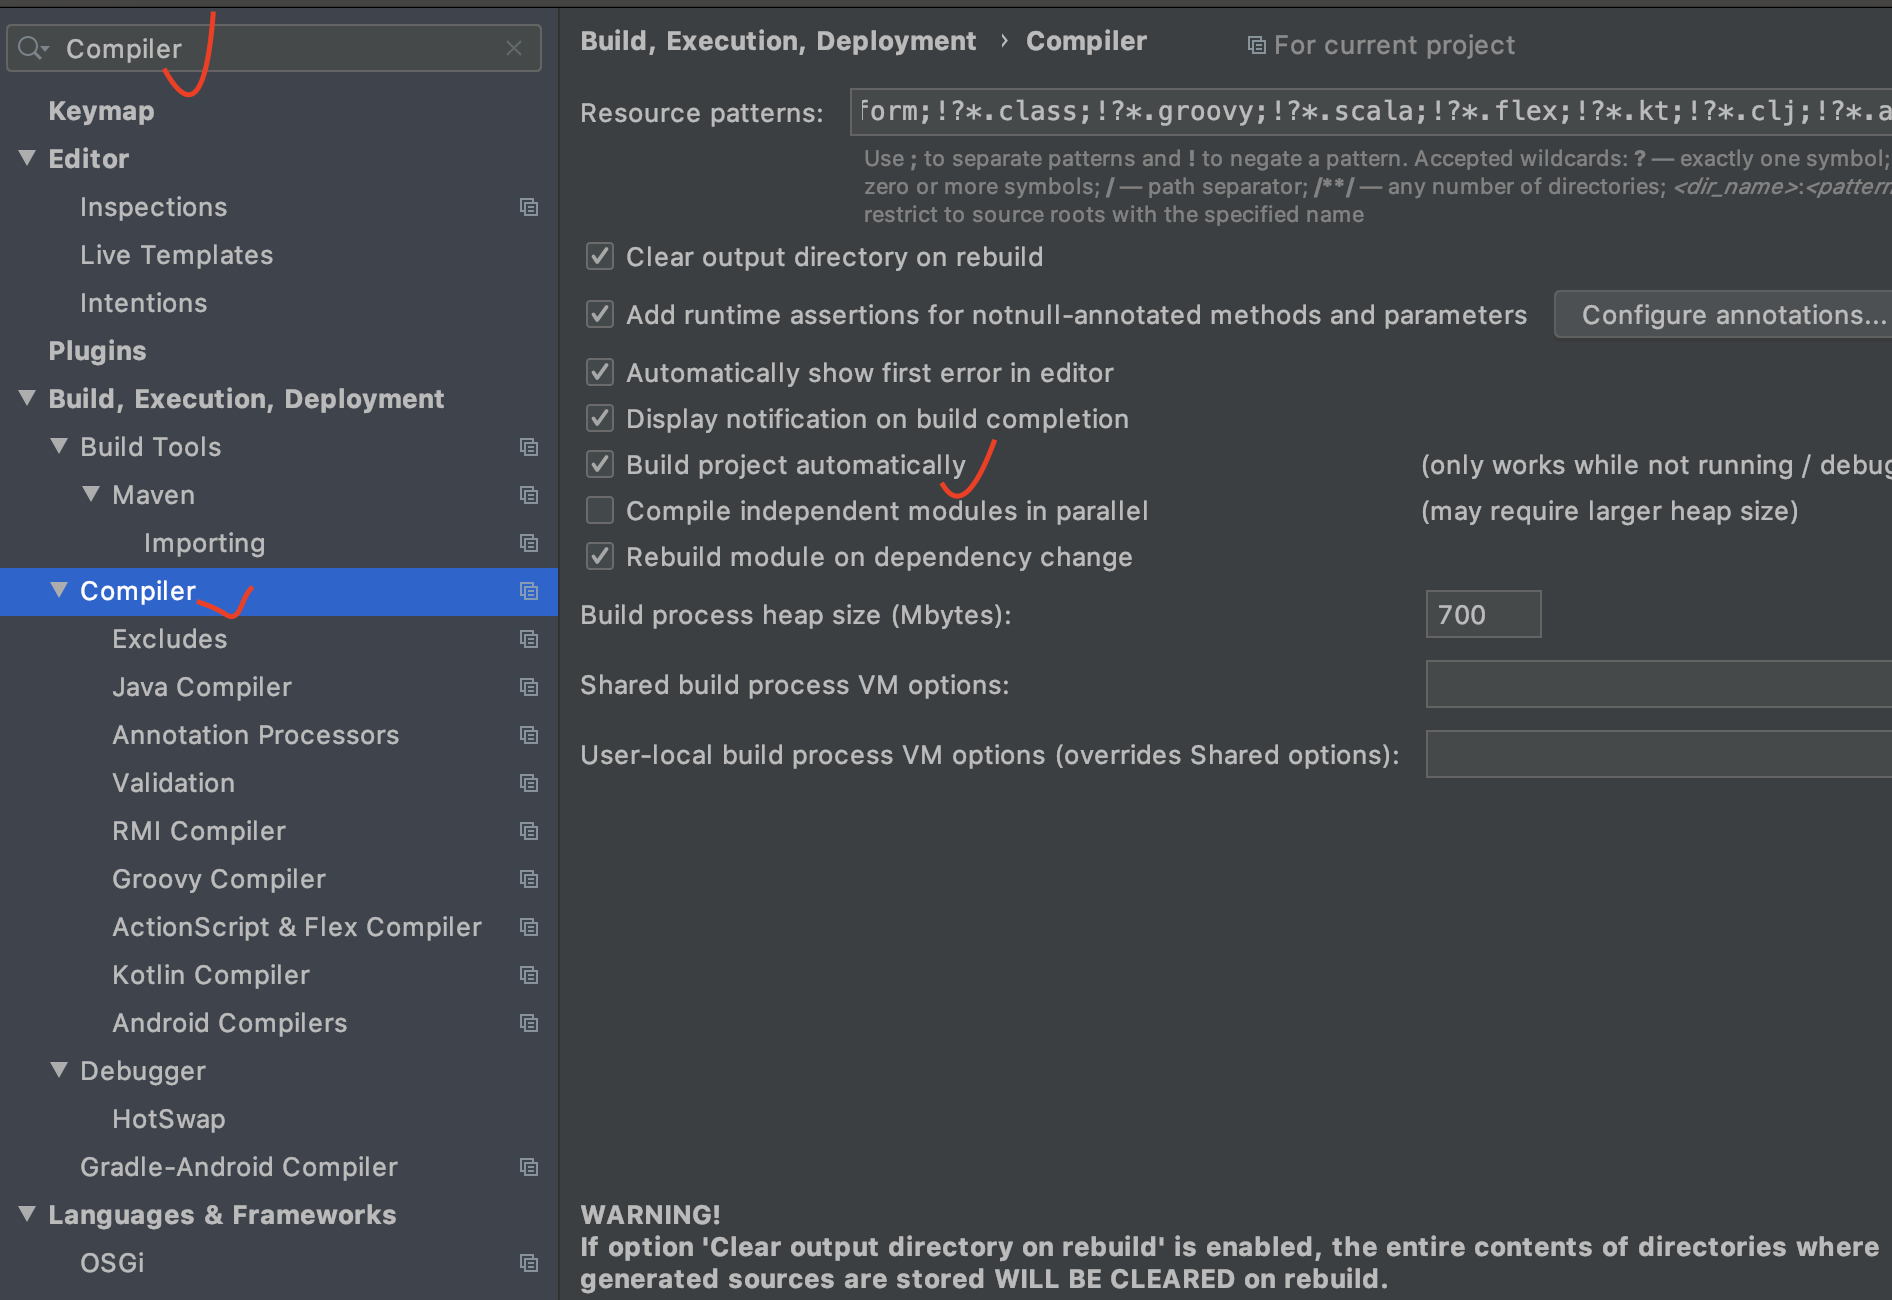 Compiler
Keymap
Editor
Inspections
Live Templates
Intentions
Plugins
Build, Execution, Deployment
Build Tools
Maven
Importing
Compiler
Excludes
Java Compiler
Annotation Processors
Validation
RMI Compiler
Groovy Compiler
ActionScript & Flex Compiler
Kotlin Compiler
Android Compilers
Debugger
HotSwap
Gradle-Android Compiler
Languages & Frameworks
OSGi
Build, Execution, Deployment › Compiler
For current project
Resource patterns: form;!?*.class;!?*.groovy;!?*.scala;!?*.flex;!?*.kt;!?*.clj;!?*.a
Use ; to separate patterns and ! to negate a pattern. Accepted wildcards: ? — exactly one symbol;
zero or more symbols; / — path separator; /**/ — any number of directories; <dir_name>:<pattern
restrict to source roots with the specified name
Clear output directory on rebuild
Add runtime assertions for notnull-annotated methods and parameters Configure annotations...
Automatically show first error in editor
Display notification on build completion
Build project automatically (only works while not running / debug
Compile independent modules in parallel (may require larger heap size)
Rebuild module on dependency change
Build process heap size (Mbytes): 700
Shared build process VM options:
User-local build process VM options (overrides Shared options):
WARNING!
If option 'Clear output directory on rebuild' is enabled, the entire contents of directories where
generated sources are stored WILL BE CLEARED on rebuild.